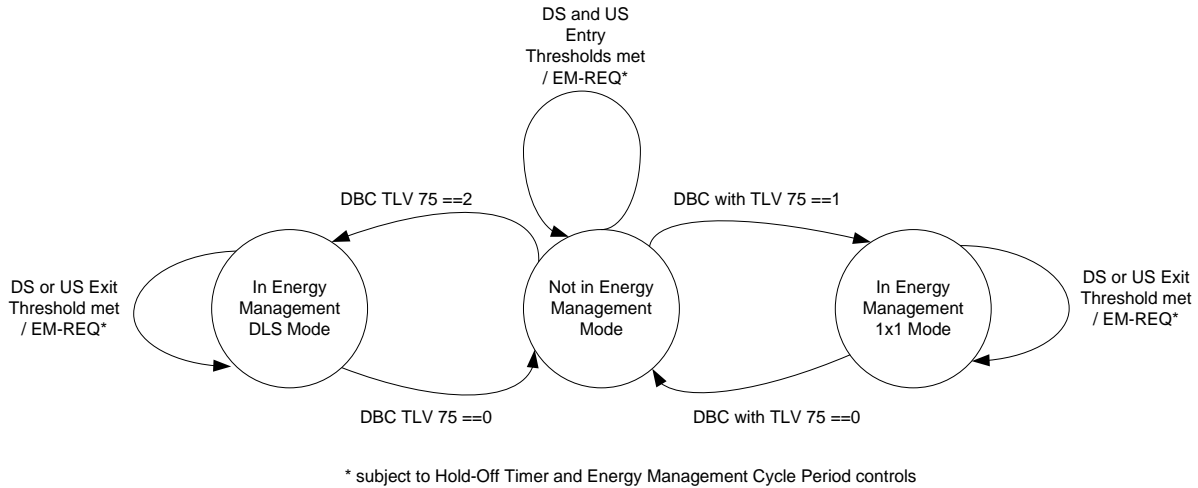 DS and US
Entry
Thresholds met
/ EM-REQ*
DBC TLV 75 ==2
DBC with TLV 75 ==1
DS or US Exit
Threshold met
/ EM-REQ*
In Energy
Management
DLS Mode
Not in Energy
Management
Mode
In Energy
Management
1x1 Mode
DS or US Exit
Threshold met
/ EM-REQ*
DBC TLV 75 ==0
DBC with TLV 75 ==0
* subject to Hold-Off Timer and Energy Management Cycle Period controls